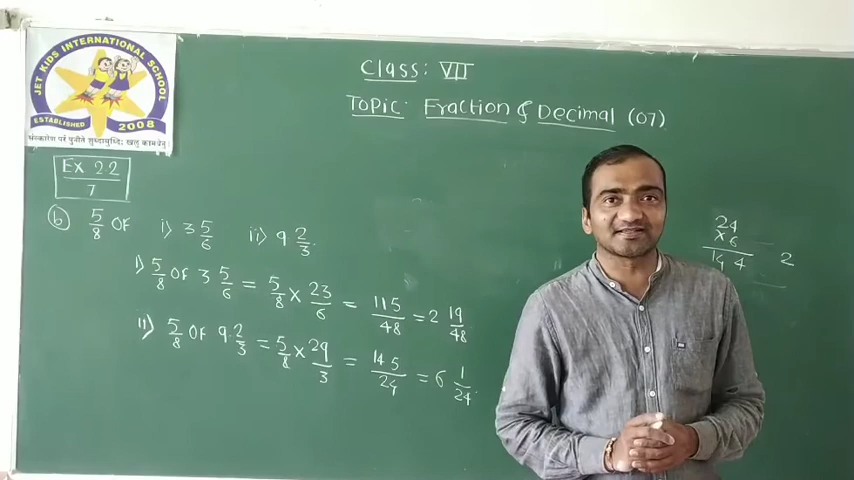 JET KIDS INTERNATIONAL SCHOOL
ESTABLISHED 2008
Class: VII
Topic: Fraction & Decimal (07)
Ex 2.2
7
b 5/8 OF i) 3 5/6 ii) 9 2/3
i) 5/8 OF 3 5/6 = 5/8 x 23/6 = 115/48 = 2 19/48
ii) 5/8 OF 9 2/3 = 5/8 x 29/3 = 145/24 = 6 1/24
24
x 6
144
2